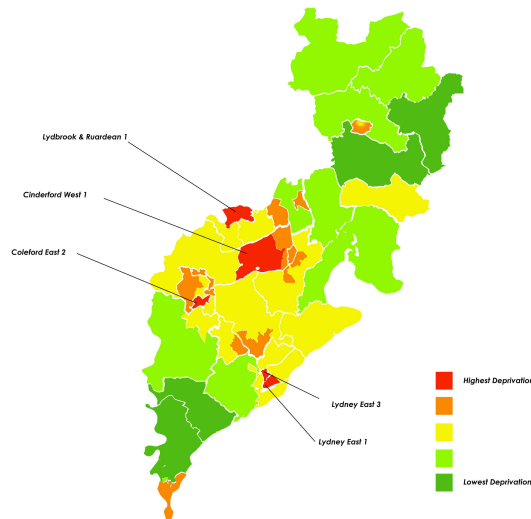 Lydbrook & Ruardean 1
Cinderford West 1
Coleford East 2
Highest Deprivation
Lydney East 3
Lydney East 1
Lowest Deprivation